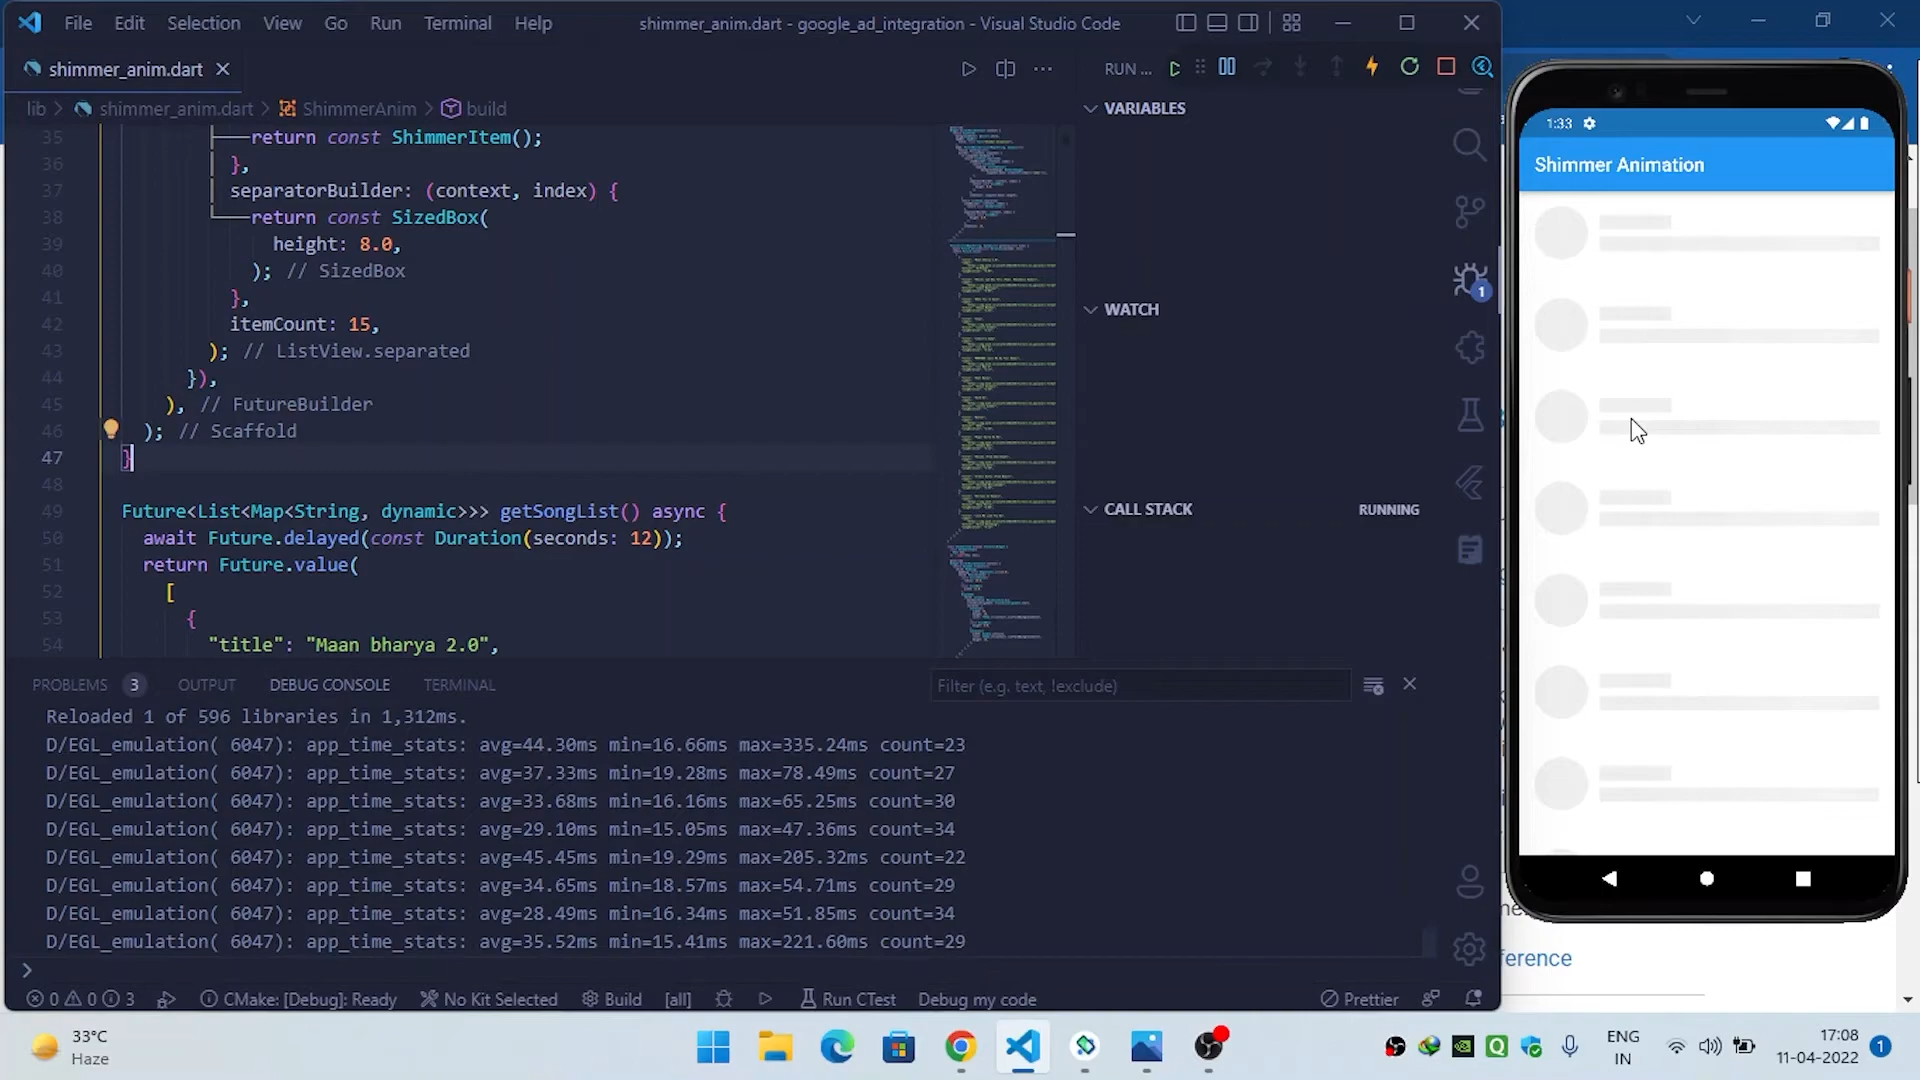 File Edit Selection View Go Run Terminal Help
shimmer_anim.dart - google_ad_integration - Visual Studio Code
shimmer_anim.dart
RUN ...
lib > shimmer_anim.dart > ShimmerAnim > build
35 return const ShimmerItem();
36 },
37 separatorBuilder: (context, index) {
38 return const SizedBox(
39 height: 8.0,
40 ); // SizedBox
41 },
42 itemCount: 15,
43 ); // ListView.separated
44 }),
45 ), // FutureBuilder
46 ); // Scaffold
47 }
48
49 Future<List<Map<String, dynamic>>> getSongList() async {
50 await Future.delayed(const Duration(seconds: 12));
51 return Future.value(
52 [
53 {
54 "title": "Maan bharya 2.0",
VARIABLES
WATCH
CALL STACK RUNNING
1
PROBLEMS 3 OUTPUT DEBUG CONSOLE TERMINAL
Filter (e.g. text, !exclude)
Reloaded 1 of 596 libraries in 1,312ms.
D/EGL_emulation( 6047): app_time_stats: avg=44.30ms min=16.66ms max=335.24ms count=23
D/EGL_emulation( 6047): app_time_stats: avg=37.33ms min=19.28ms max=78.49ms count=27
D/EGL_emulation( 6047): app_time_stats: avg=33.68ms min=16.16ms max=65.25ms count=30
D/EGL_emulation( 6047): app_time_stats: avg=29.10ms min=15.05ms max=47.36ms count=34
D/EGL_emulation( 6047): app_time_stats: avg=45.45ms min=19.29ms max=205.32ms count=22
D/EGL_emulation( 6047): app_time_stats: avg=34.65ms min=18.57ms max=54.71ms count=29
D/EGL_emulation( 6047): app_time_stats: avg=28.49ms min=16.34ms max=51.85ms count=34
D/EGL_emulation( 6047): app_time_stats: avg=35.52ms min=15.41ms max=221.60ms count=29
>
0 0 3 CMake: [Debug]: Ready No Kit Selected Build [all] Run CTest Debug my code Prettier
1:33
Shimmer Animation
ference
33°C
Haze
ENG
IN
17:08
11-04-2022
1